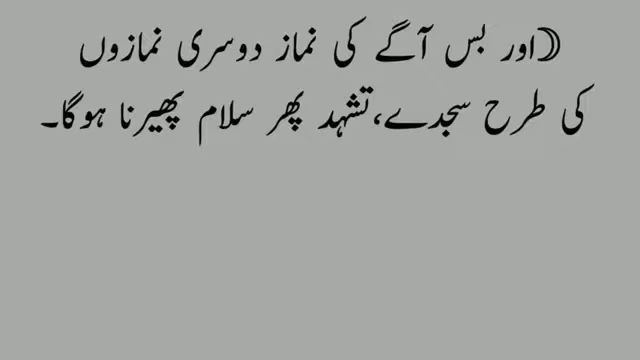 اور بس آگے کی نماز دوسری نمازوں
کی طرح سجدے،تشہد پھر سلام پھیرنا ہوگا۔